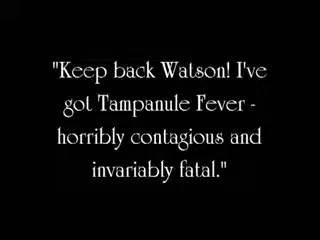 "Keep back Watson! I've
got Tampanule Fever -
horribly contagious and
invariably fatal."